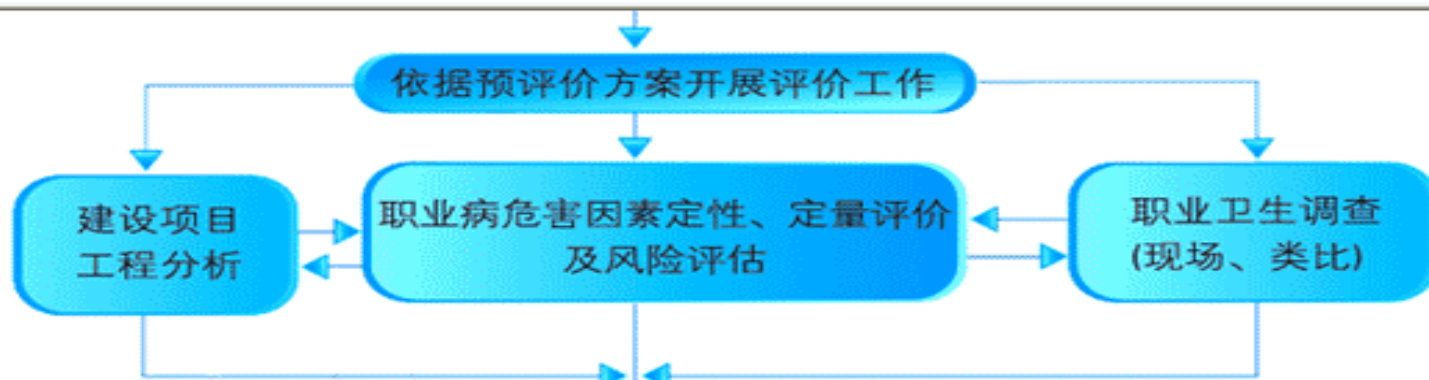 依据预评价方案开展评价工作
建设项目
工程分析
职业病危害因素定性、定量评价
及风险评估
职业卫生调查
(现场、类比)